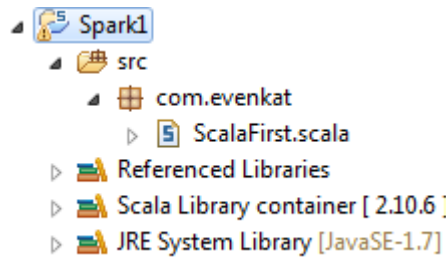 Spark1
src
com.evenkat
ScalaFirst.scala
Referenced Libraries
Scala Library container [ 2.10.6 ]
JRE System Library [JavaSE-1.7]